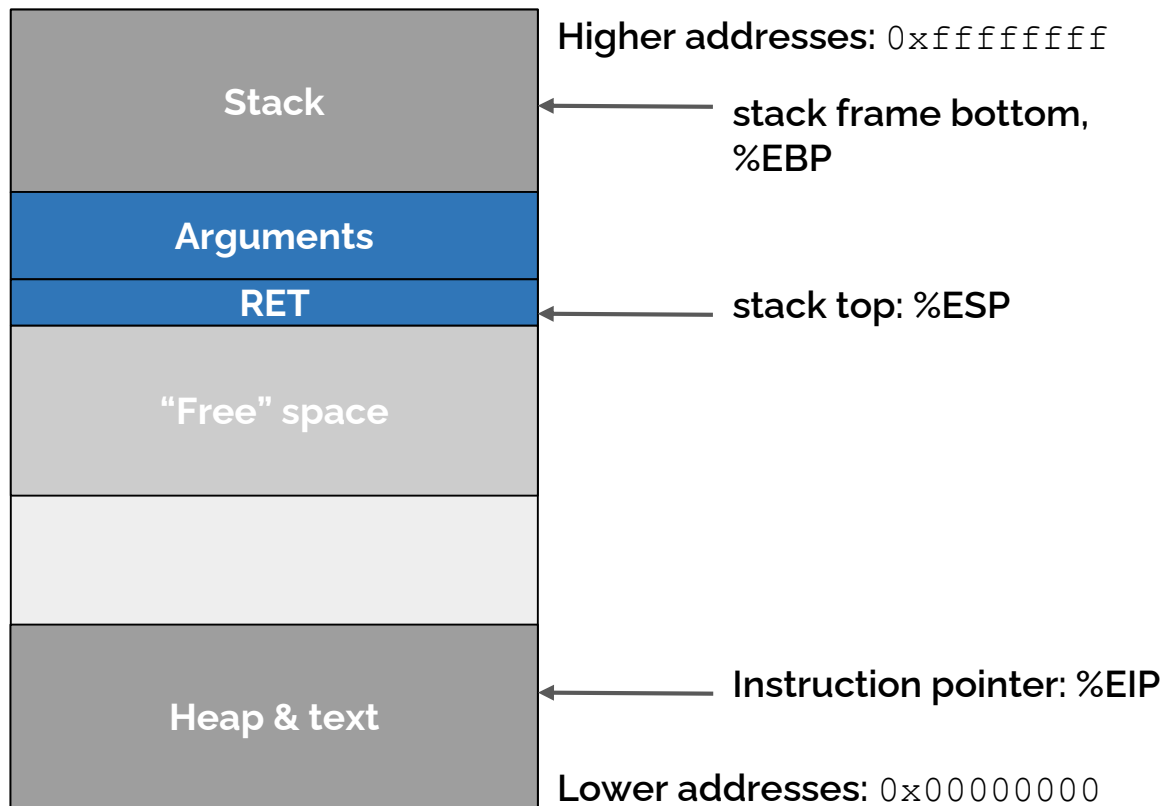 Higher addresses: 0xffffffff
Stack
stack frame bottom,
%EBP
Arguments
RET
stack top: %ESP
“Free” space
Instruction pointer: %EIP
Heap & text
Lower addresses: 0x00000000